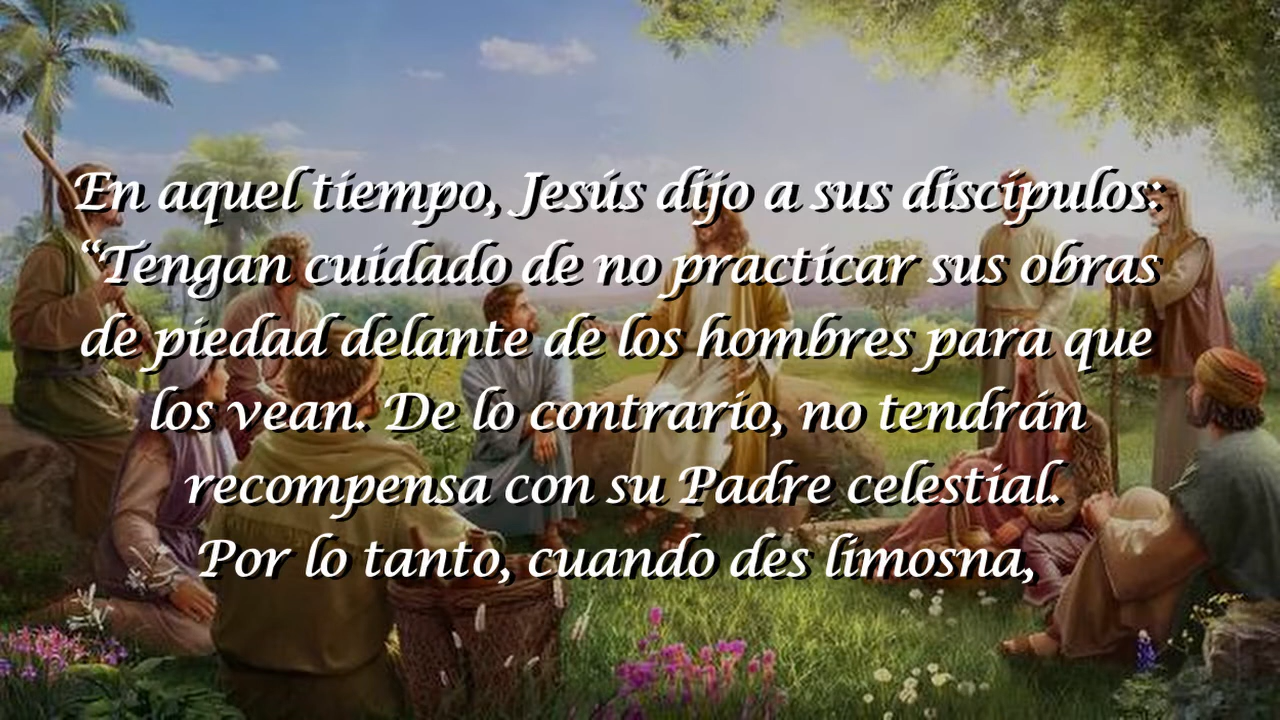 En aquel tiempo, Jesús dijo a sus discípulos:
“Tengan cuidado de no practicar sus obras
de piedad delante de los hombres para que
los vean. De lo contrario, no tendrán
recompensa con su Padre celestial.
Por lo tanto, cuando des limosna,